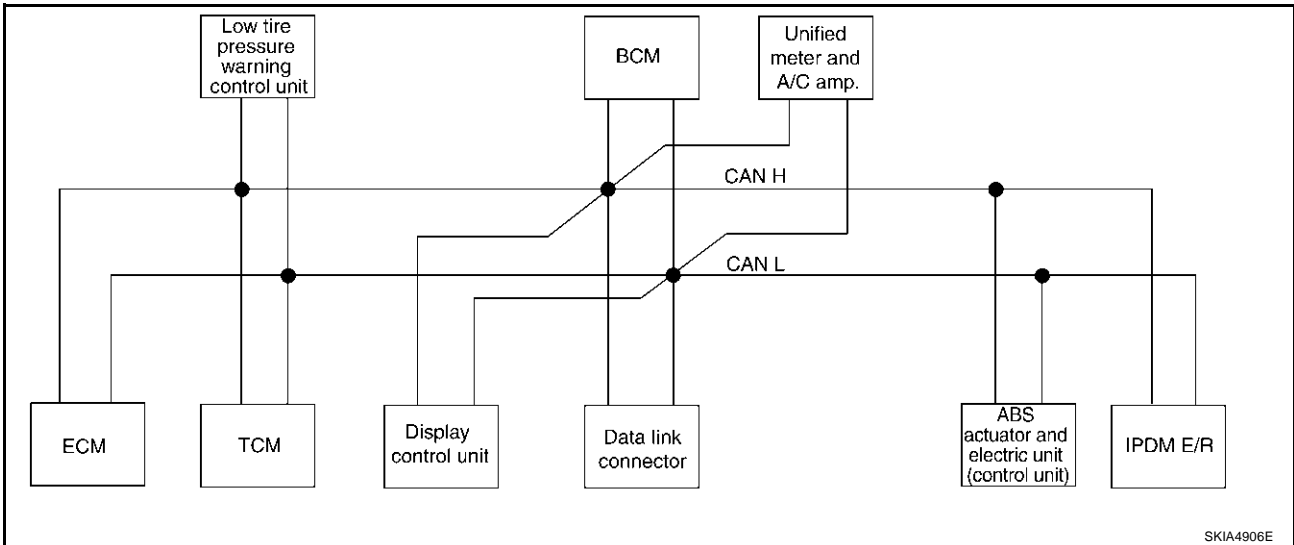 Low tire
pressure
warning
control unit
BCM
Unified
meter and
A/C amp.
CAN H
CAN L
ECM
TCM
Display
control unit
Data link
connector
ABS
actuator and
electric unit
(control unit)
IPDM E/R
SKIA4906E